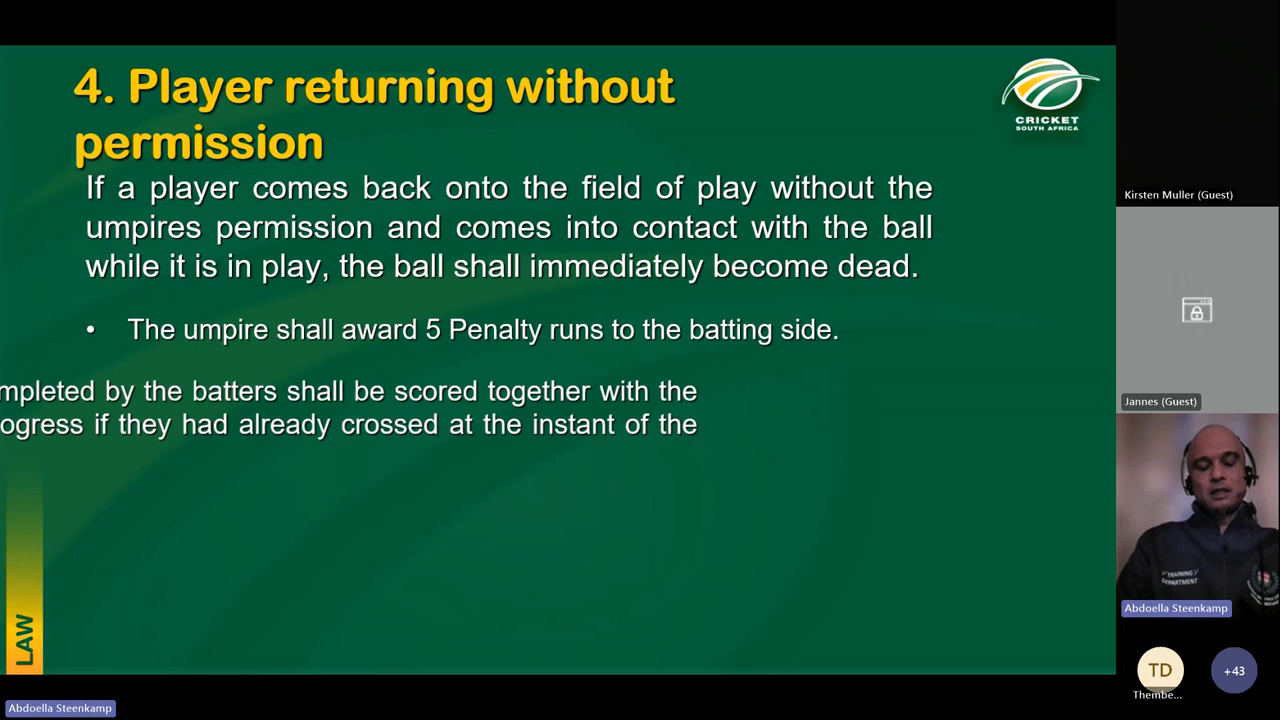 4. Player returning without
permission
CRICKET
SOUTH AFRICA
If a player comes back onto the field of play without the
umpires permission and comes into contact with the ball
while it is in play, the ball shall immediately become dead.
• The umpire shall award 5 Penalty runs to the batting side.
mpleted by the batters shall be scored together with the
ogress if they had already crossed at the instant of the
LAW
Kirsten Muller (Guest)
Jannes (Guest)
TRAINING
DEPARTMENT
Abdoella Steenkamp
TD
+43
Thembe...
Abdoella Steenkamp